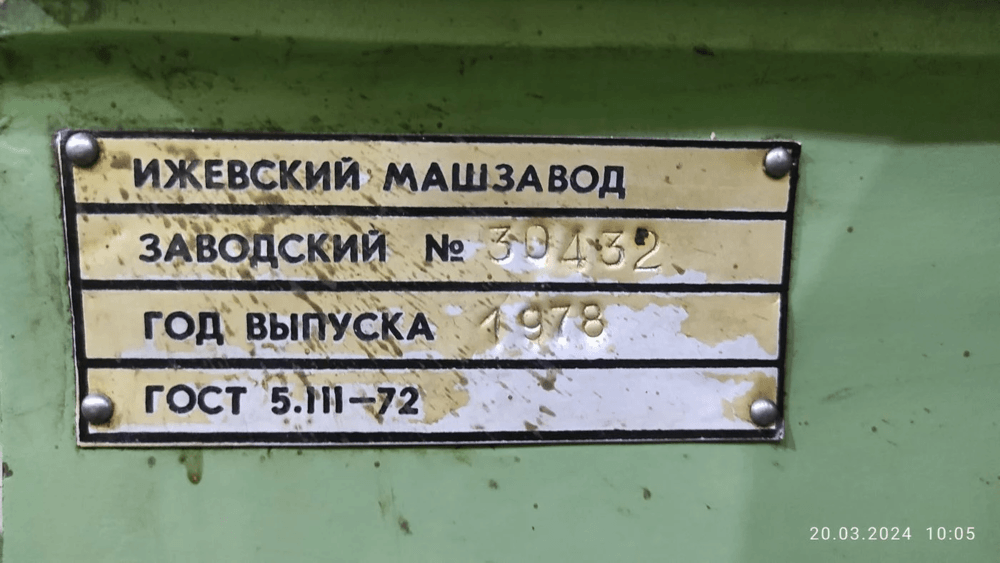 ИЖЕВСКИЙ МАШЗАВОД
ЗАВОДСКИЙ № 30432
ГОД ВЫПУСКА 1978
ГОСТ 5.111-72
20.03.2024 10:05